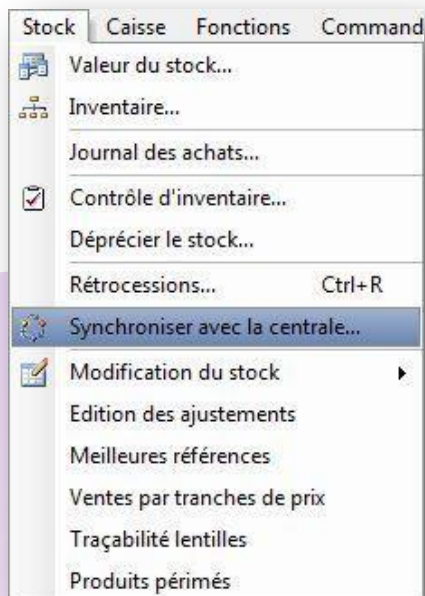 Stock Caisse Fonctions Command
Valeur du stock...
Inventaire...
Journal des achats...
Contrôle d'inventaire...
Déprécier le stock...
Rétrocessions... Ctrl+R
Synchroniser avec la centrale...
Modification du stock
Edition des ajustements
Meilleures références
Ventes par tranches de prix
Traçabilité lentilles
Produits périmés